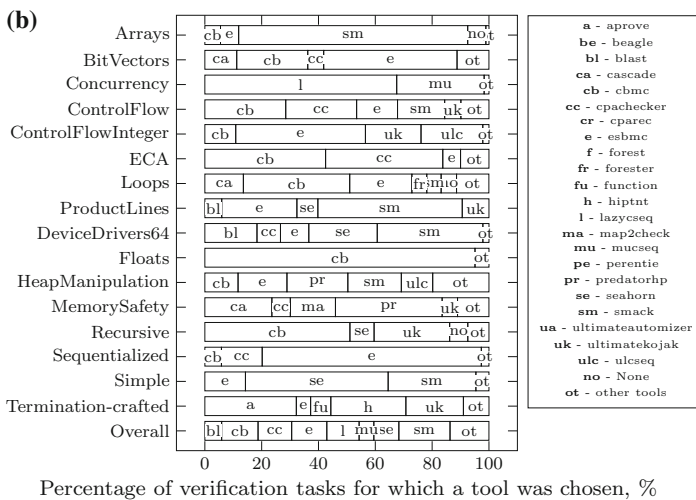 (b)
Arrays cb e sm no ot
BitVectors ca cb cc e ot
Concurrency l mu ot
ControlFlow cb cc e sm uk ot
ControlFlowInteger cb e uk ulc ot
ECA cb cc e ot
Loops ca cb e fr sm no ot
ProductLines bl e se sm uk
DeviceDrivers64 bl cc e se sm ot
Floats cb ot
HeapManipulation cb e pr sm ulc ot
MemorySafety ca cc ma pr uk ot
Recursive cb se uk no ot
Sequentialized cb cc e ot
Simple e se sm ot
Termination-crafted a e fu h uk ot
Overall bl cb cc e l mu se sm ot
0 20 40 60 80 100
Percentage of verification tasks for which a tool was chosen, %
a - aprove
be - beagle
bl - blast
ca - cascade
cb - cbmc
cc - cpachecker
cr - cparec
e - esbmc
f - forest
fr - forester
fu - function
h - hiptnt
l - lazycseq
ma - map2check
mu - mucseq
pe - perentie
pr - predatorhp
se - seahorn
sm - smack
ua - ultimateautomizer
uk - ultimatekojak
ulc - ulcseq
no - None
ot - other tools